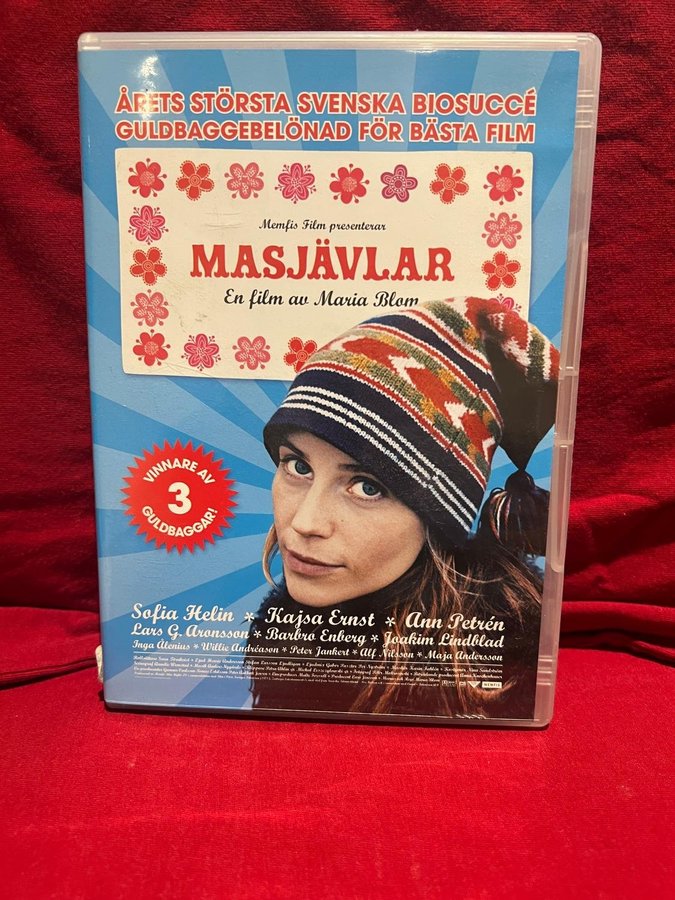 ÅRETS STÖRSTA SVENSKA BIOSUCCÉ
GULDBAGGEBELÖNAD FÖR BÄSTA FILM
Memfis Film presenterar
MASJÄVLAR
En film av Maria Blom
VINNARE AV
3
GULDBAGGAR!
Sofia Helin * Kajsa Ernst * Ann Petrén
Lars G. Aronsson * Barbro Enberg * Joakim Lindblad
Inga Ålenius * Willie Andréason * Peter Jankert * Alf Nilsson * Maja Andersson